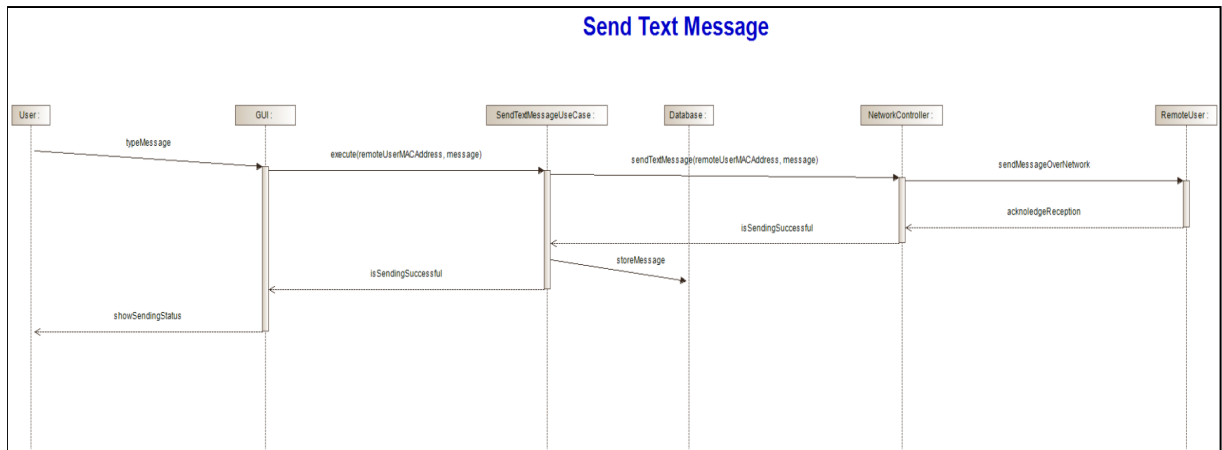 Send Text Message
User :
GUI :
SendTextMessageUseCase :
Database :
NetworkController :
RemoteUser :
typeMessage
execute(remoteUserMACAddress, message)
sendTextMessage(remoteUserMACAddress, message)
sendMessageOverNetwork
acknoledgeReception
isSendingSuccessful
storeMessage
isSendingSuccessful
showSendingStatus